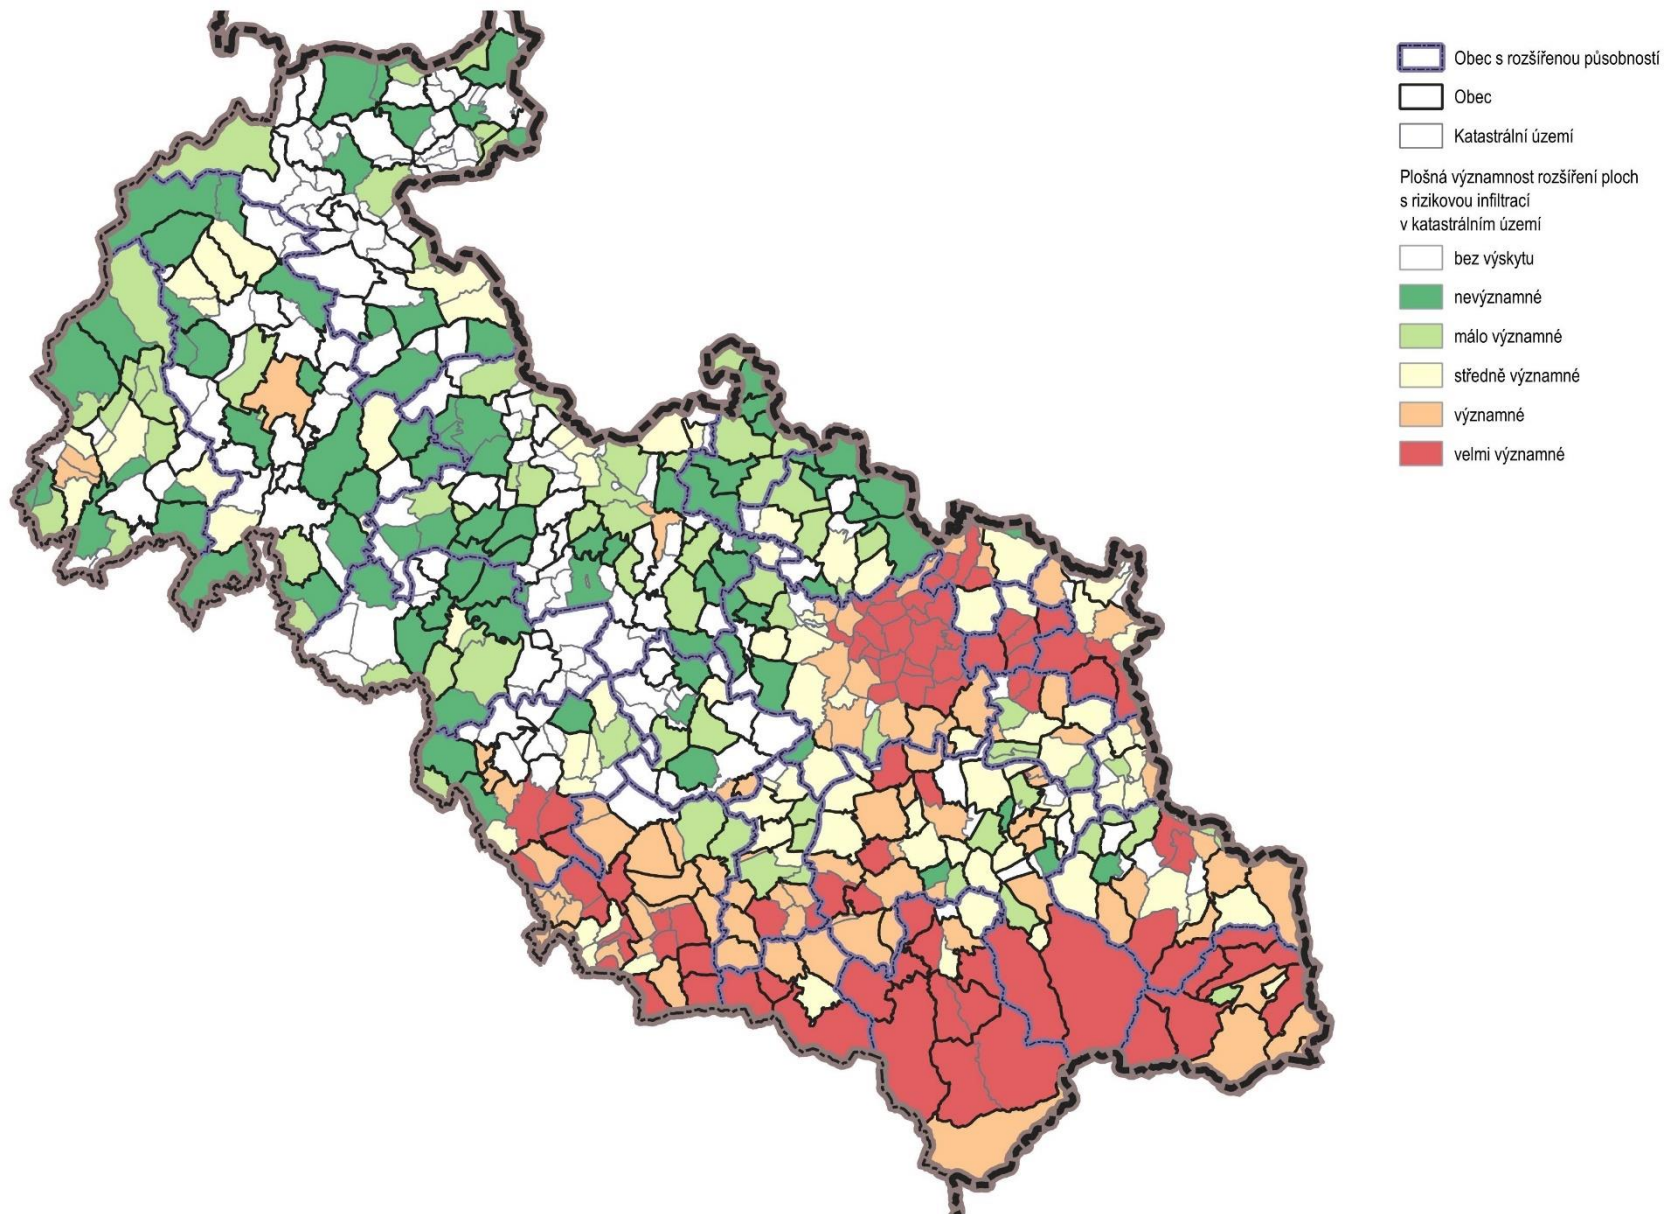 Obec s rozšířenou působností
Obec
Katastrální území
Plošná významnost rozšíření ploch
s rizikovou infiltrací
v katastrálním území
bez výskytu
nevýznamné
málo významné
středně významné
významné
velmi významné